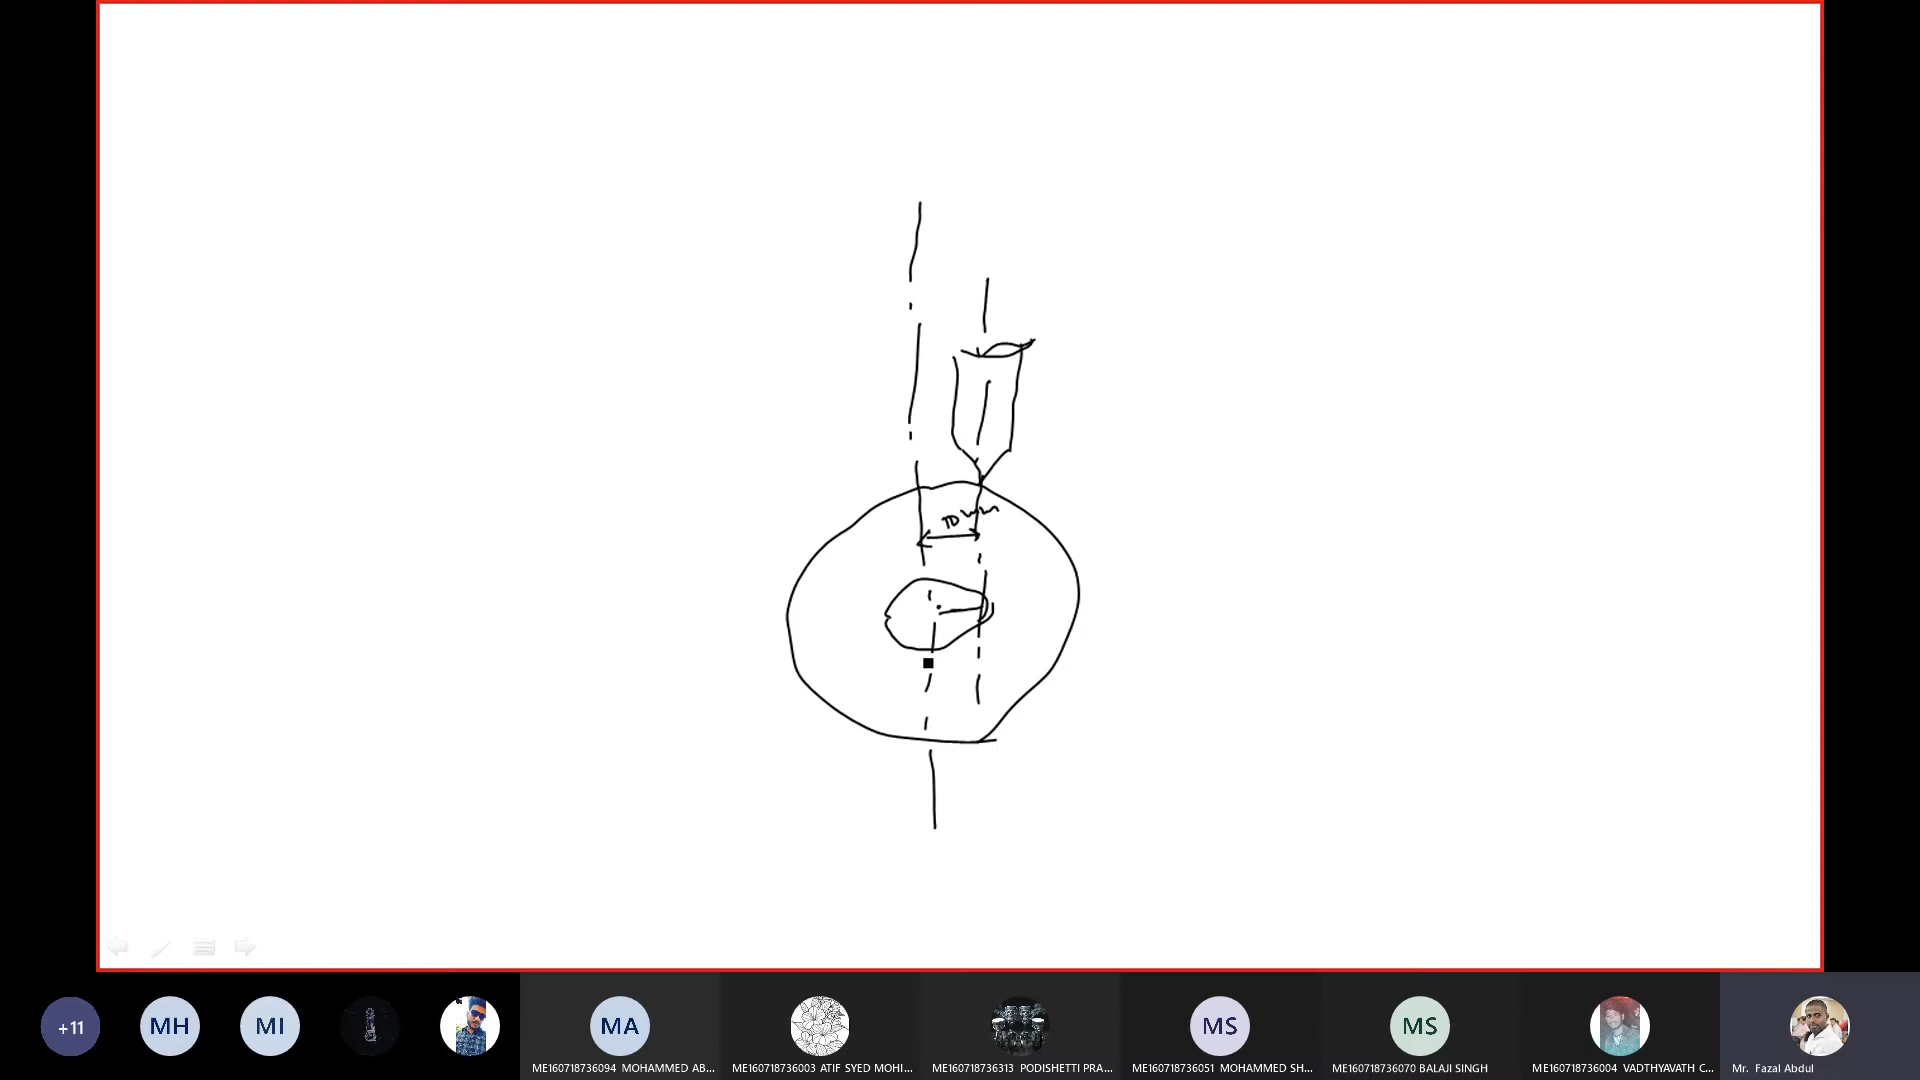 10 mm
+11
MH
MI
MA
MS
MS
ME160718736094 MOHAMMED AB...
ME160718736003 ATIF SYED MOHI...
ME160718736313 PODISHETTI PRA...
ME160718736051 MOHAMMED SH...
ME160718736070 BALAJI SINGH
ME160718736004 VADTHYAVATH C...
Mr. Fazal Abdul